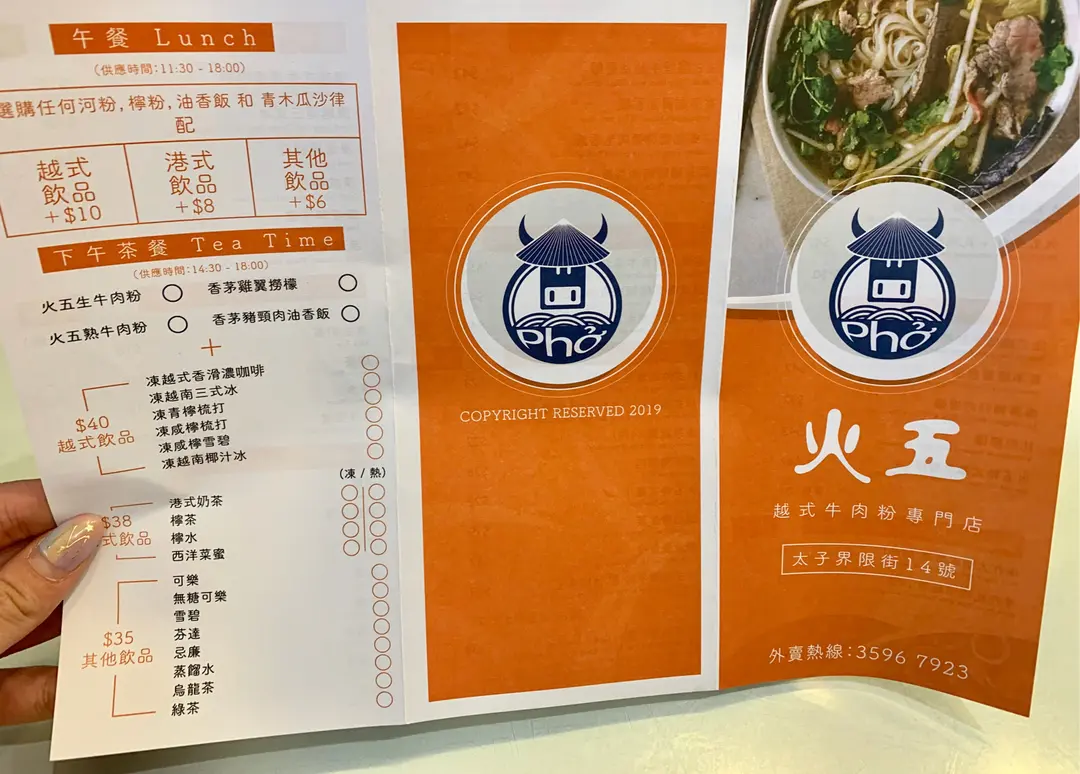 午餐 Lunch
(供應時間:11:30 - 18:00)
選購任何河粉,檸粉,油香飯 和 青木瓜沙律
配
越式
飲品
+$10
港式
飲品
+$8
其他
飲品
+$6
下午茶餐 Tea Time
(供應時間:14:30 - 18:00)
火五生牛肉粉
香茅雞翼撈檬
火五熟牛肉粉
香茅豬頸肉油香飯
+
$40
越式飲品
凍越式香滑濃咖啡
凍越南三式冰
凍青檸梳打
凍咸檸梳打
凍咸檸雪碧
凍越南椰汁冰
(凍 / 熱)
$38
式飲品
港式奶茶
檸茶
檸水
西洋菜蜜
$35
其他飲品
可樂
無糖可樂
雪碧
芬達
忌廉
蒸餾水
烏龍茶
綠茶
Phở
COPYRIGHT RESERVED 2019
Phở
火五
越式牛肉粉專門店
太子界限街14號
外賣熱線:3596 7923